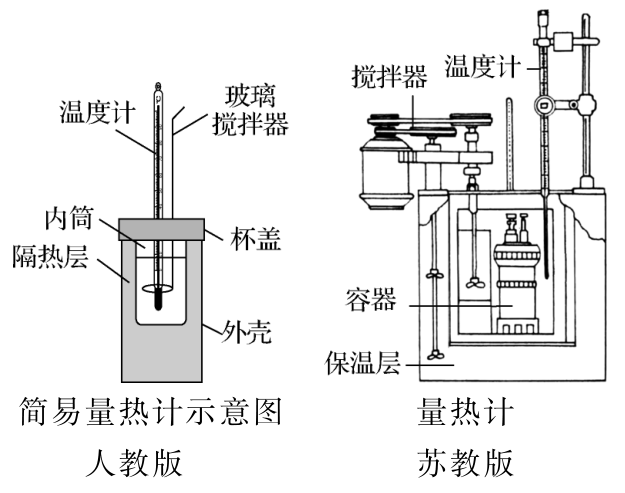 温度计
玻璃
搅拌器
内筒
隔热层
杯盖
外壳
简易量热计示意图
人教版
搅拌器
温度计
容器
保温层
量热计
苏教版